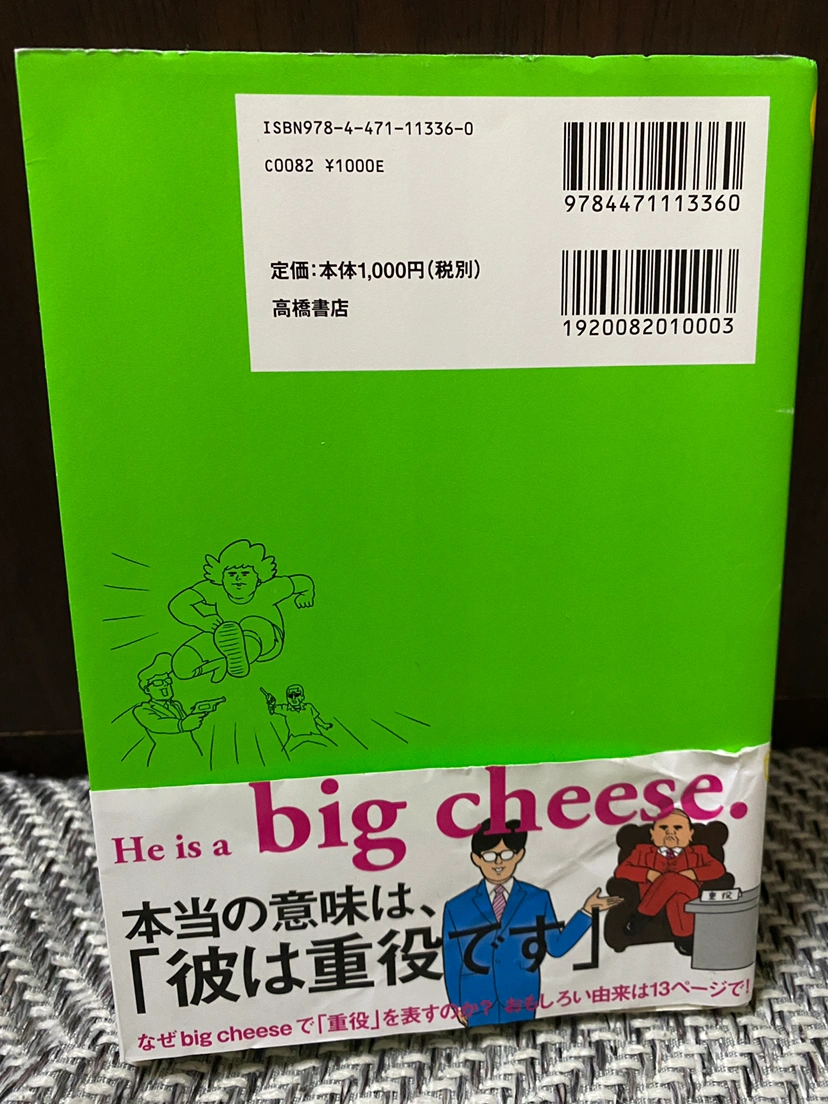 ISBN978-4-471-11336-0
C0082 ¥1000E
9784471113360
定価：本体1,000円（税別）
高橋書店
1920082010003
He is a big cheese.
重役
本当の意味は、
「彼は重役です」
なぜbig cheeseで「重役」を表すのか？ おもしろい由来は13ページで！